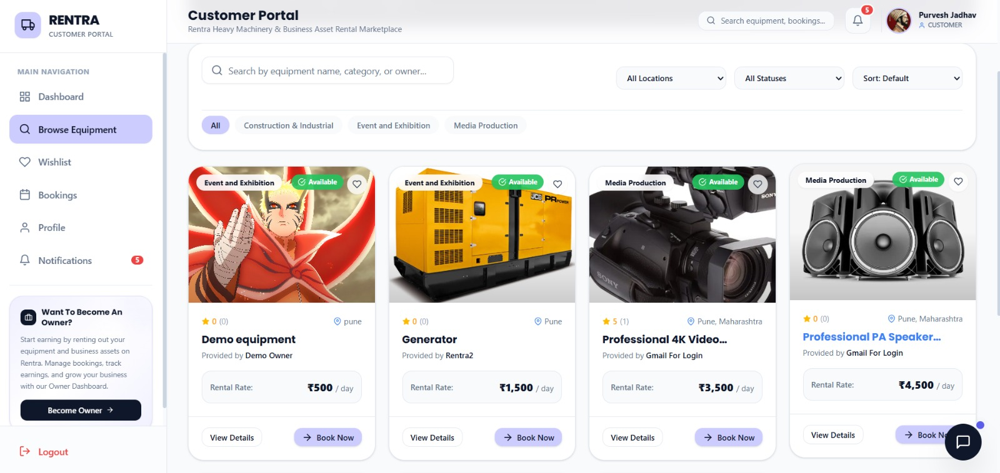 RENTRA
CUSTOMER PORTAL
MAIN NAVIGATION
Dashboard
Browse Equipment
Wishlist
Bookings
Profile
Notifications 5
Want To Become An
Owner?
Start earning by renting out your
equipment and business assets on
Rentra. Manage bookings, track
earnings, and grow your business
with our Owner Dashboard.
Become Owner →
Logout
Customer Portal
Rentra Heavy Machinery & Business Asset Rental Marketplace
Search equipment, bookings...
5
Purvesh Jadhav
CUSTOMER
Search by equipment name, category, or owner...
All Locations
All Statuses
Sort: Default
All
Construction & Industrial
Event and Exhibition
Media Production
Event and Exhibition
Available
0 (0)
pune
Demo equipment
Provided by Demo Owner
Rental Rate: ₹500 / day
View Details
→ Book Now
Event and Exhibition
Available
JCB PR POWER
0 (0)
Pune
Generator
Provided by Rentra2
Rental Rate: ₹1,500 / day
View Details
→ Book Now
Media Production
Available
SONY
SONY
5 (1)
Pune, Maharashtra
Professional 4K Video...
Provided by Gmail For Login
Rental Rate: ₹3,500 / day
View Details
→ Book Now
Media Production
Available
0 (0)
Pune, Maharashtra
Professional PA Speaker...
Provided by Gmail For Login
Rental Rate: ₹4,500 / day
View Details
→ Book N